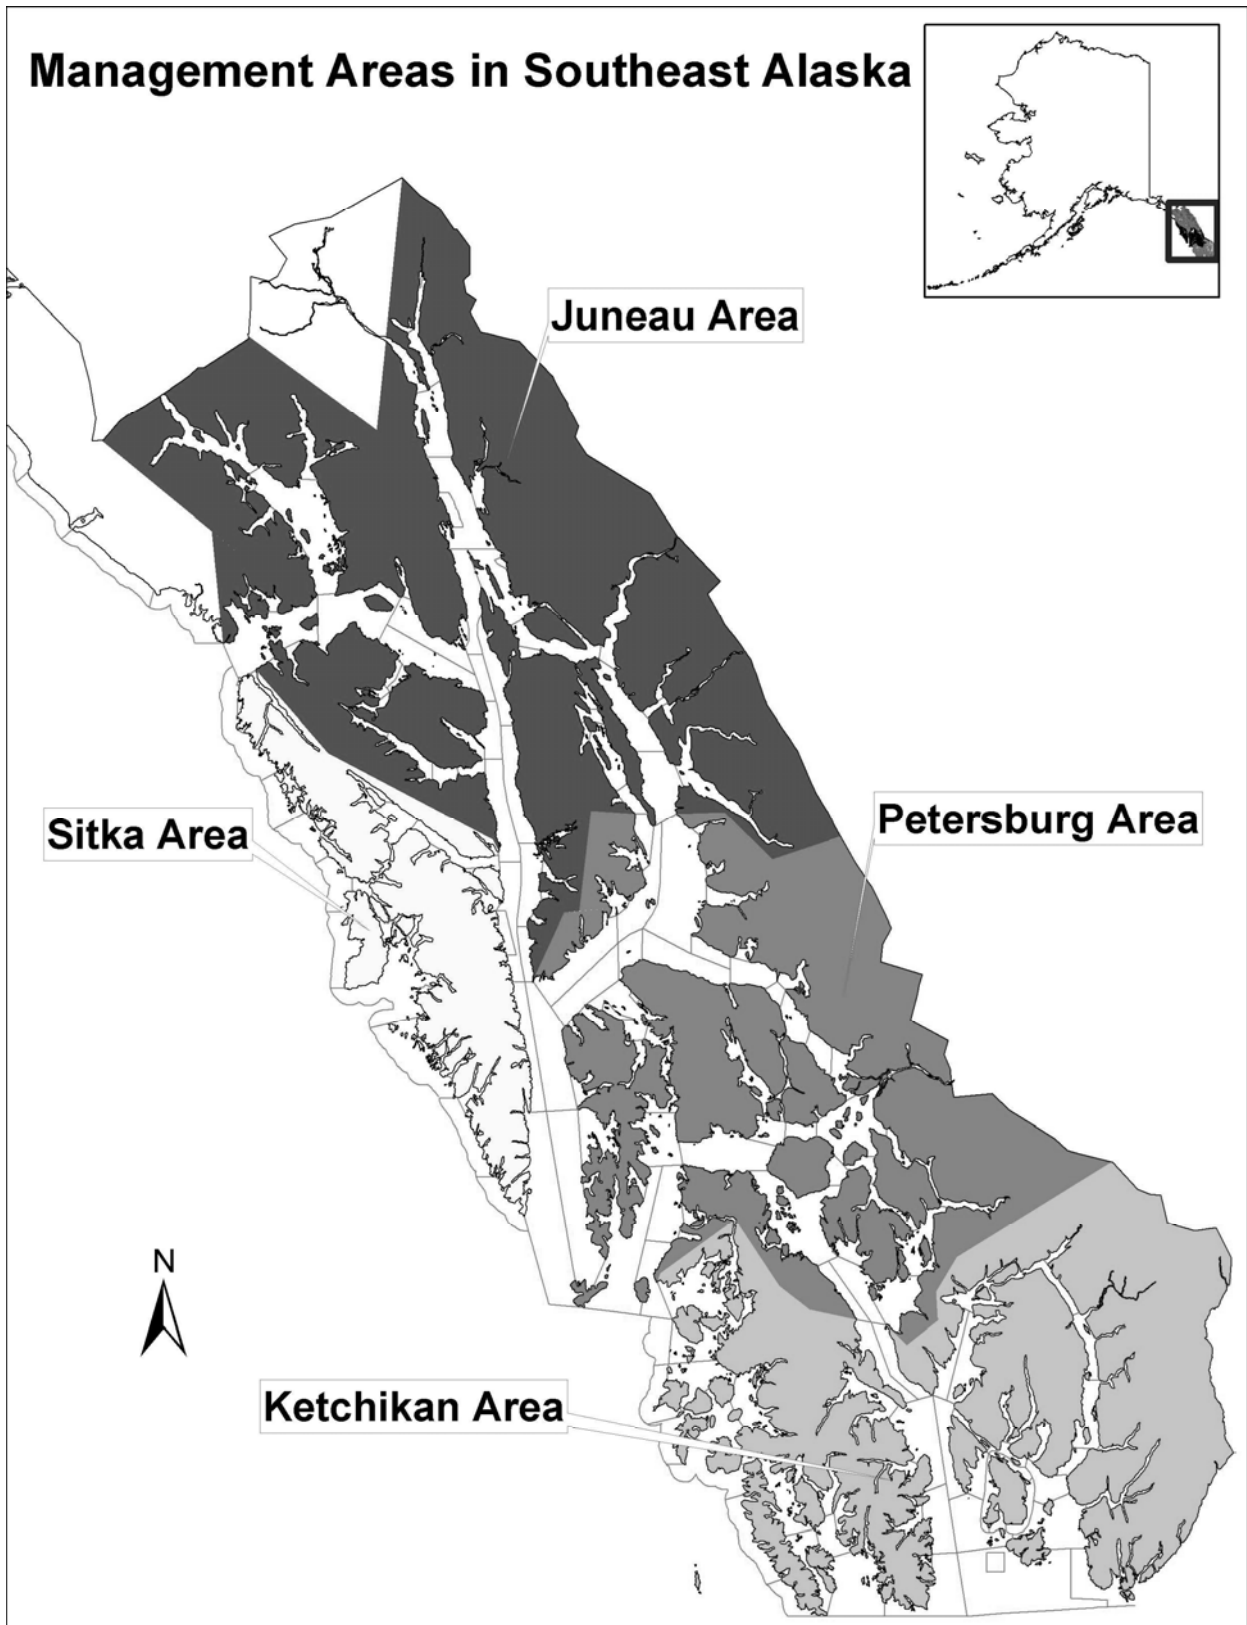 Management Areas in Southeast Alaska
Juneau Area
Petersburg Area
Sitka Area
N
Ketchikan Area